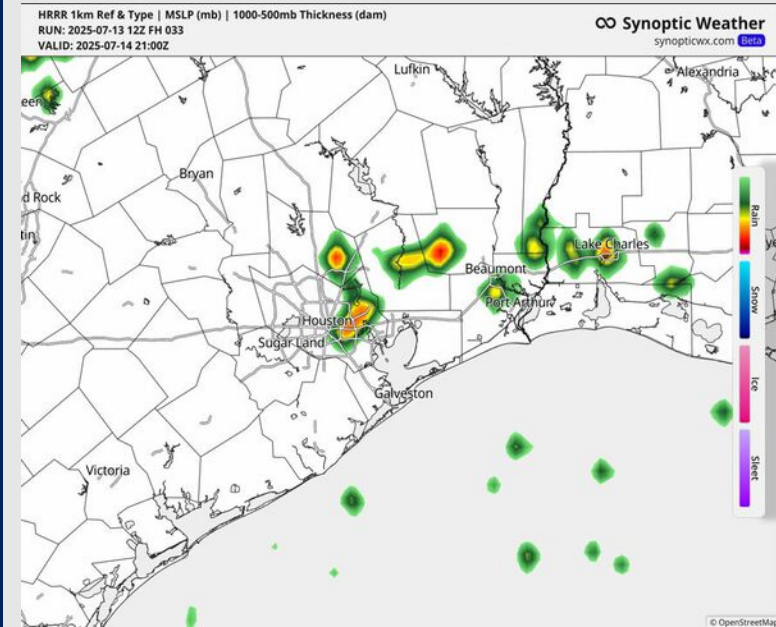 HRRR 1km Ref & Type | MSLP (mb) | 1000-500mb Thickness (dam)
RUN: 2025-07-13 12Z FH 033
VALID: 2025-07-14 21:00Z
Synoptic Weather
synopticwx.com Beta
Lufkin
Alexandria
een
Bryan
d Rock
tin
Rain
Lake Charles
Beaumont
Snow
Port Arthur
Houston
Sugar Land
Ice
Galveston
Sleet
Victoria
© OpenStreetMap